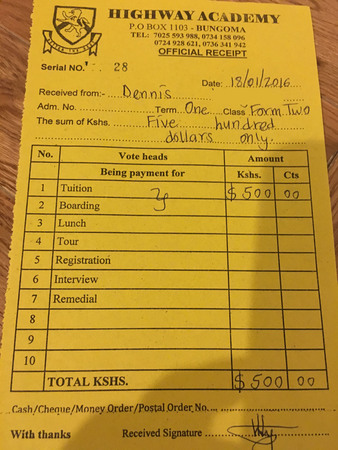 HIGHWAY ACADEMY
P.O BOX 1103 - BUNGOMA
TEL: 7025 593 988, 0734 158 096
0724 928 621, 0736 341 942
OFFICIAL RECEIPT
Serial NO. 28
Date: 18/01/2016
Received from:- Dennis
Adm. No. Term One Class Form Two
The sum of Kshs. Five hundred
dollars only.
No. Vote heads Amount
Being payment for Kshs. Cts
1 Tuition $500 00
2 Boarding
3 Lunch
4 Tour
5 Registration
6 Interview
7 Remedial
8
9
10
TOTAL KSHS. $500 00
Cash/Cheque/Money Order/Postal Order No.
With thanks Received Signature